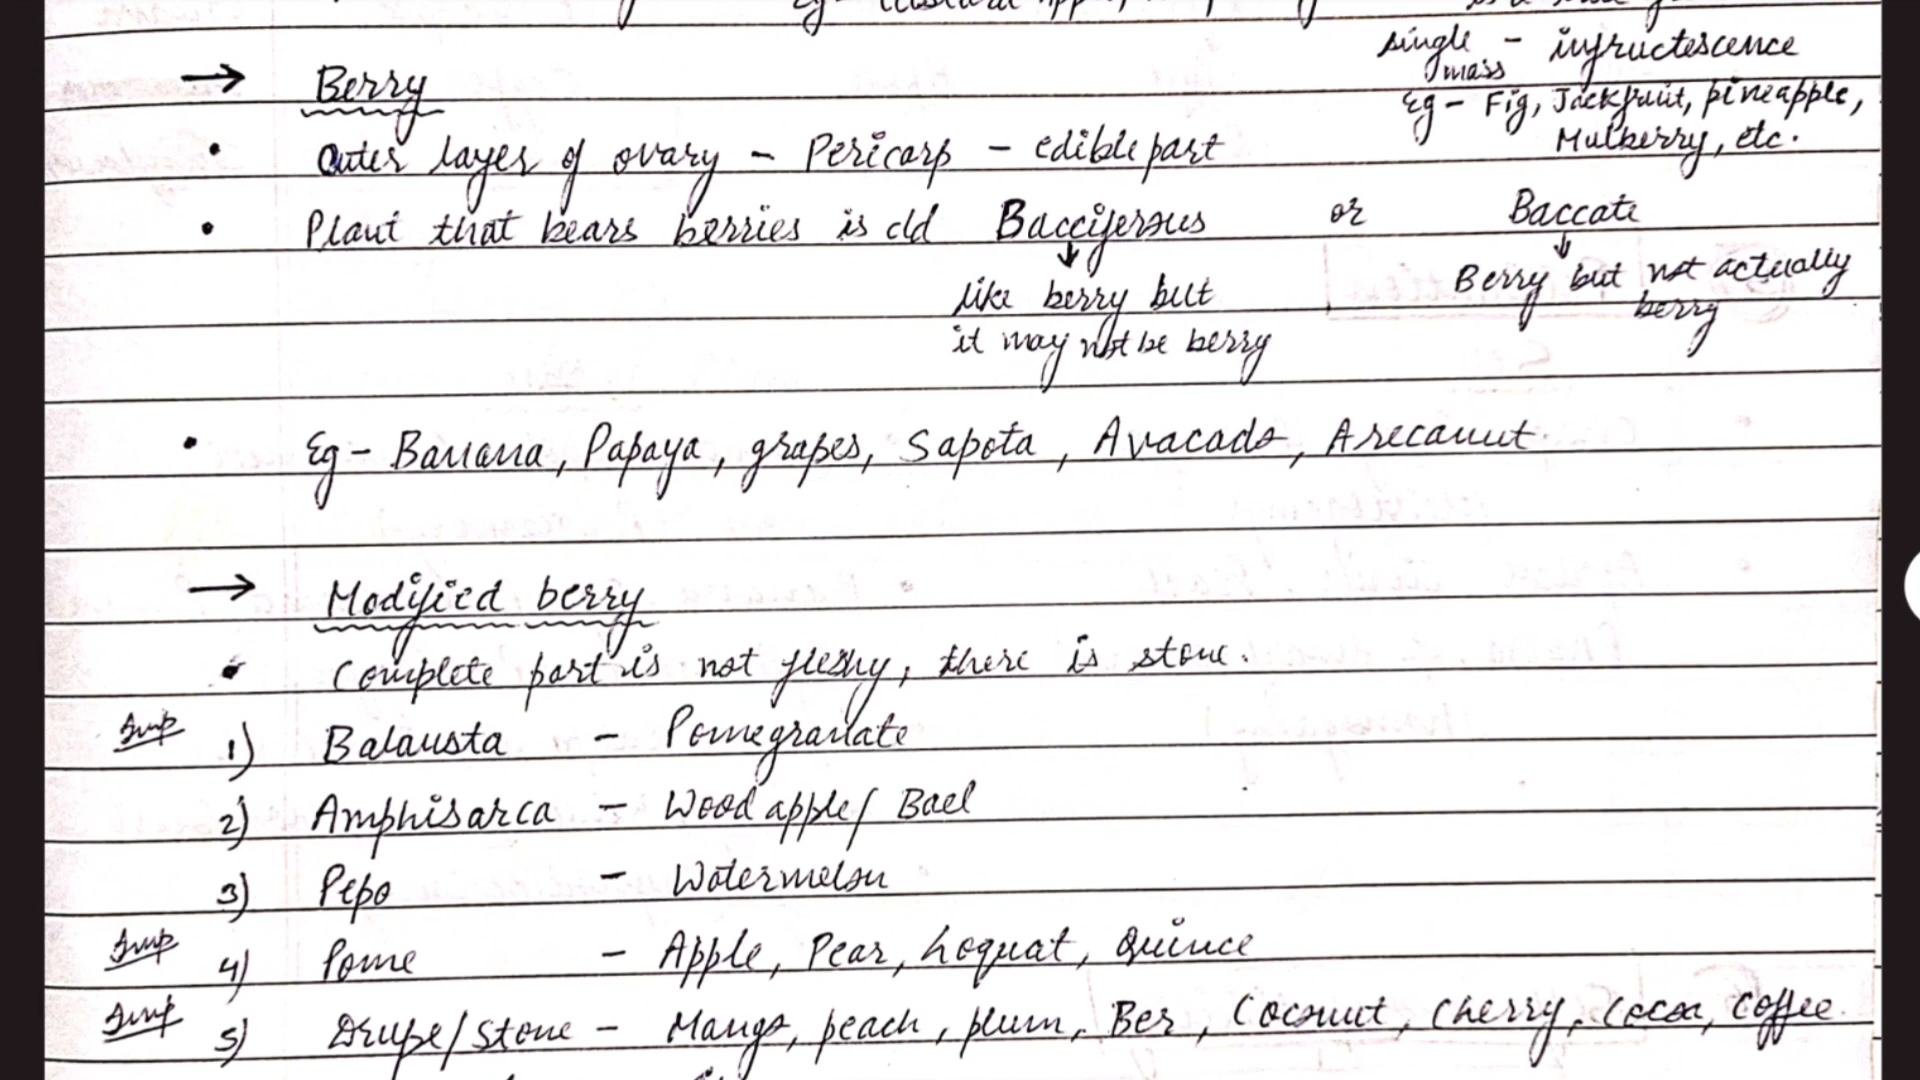 Eg -
single - infructescence
mass
→ Berry
Eg - Fig, Jackfruit, pineapple,
Mulberry, etc.
• Outer layer of ovary - Pericarp - edible part
• Plant that bears berries is cld Bacciferous or Baccate
↓ ↓
like berry but
it may not be berry
Berry but not actually
berry
• Eg - Banana, Papaya, grapes, Sapota, Avacado, Arecanut.
→ Modified berry
• Complete part is not fleshy, there is stone.
Imp 1) Balausta - Pomegranate
2) Amphisarca - Wood apple / Bael
3) Pepo - Watermelon
Imp 4) Pome - Apple, Pear, Loquat, Quince
Imp 5) Drupe/stone - Mango, peach, plum, Ber, Coconut, Cherry, Cocoa, Coffee